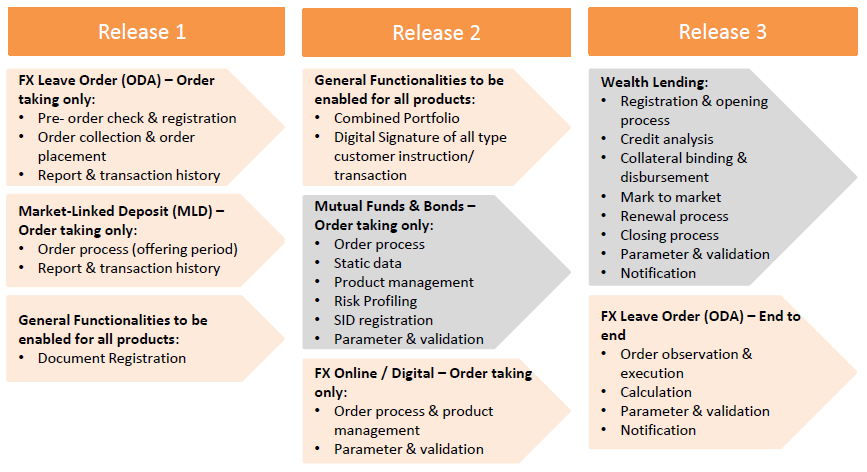 Release 1
FX Leave Order (ODA) – Order
taking only:
• Pre- order check & registration
• Order collection & order
placement
• Report & transaction history
Market-Linked Deposit (MLD) –
Order taking only:
• Order process (offering period)
• Report & transaction history
General Functionalities to be
enabled for all products:
• Document Registration
Release 2
General Functionalities to be
enabled for all products:
• Combined Portfolio
• Digital Signature of all type
customer instruction/
transaction
Mutual Funds & Bonds –
Order taking only:
• Order process
• Static data
• Product management
• Risk Profiling
• SID registration
• Parameter & validation
FX Online / Digital – Order taking
only:
• Order process & product
management
• Parameter & validation
Release 3
Wealth Lending:
• Registration & opening
process
• Credit analysis
• Collateral binding &
disbursement
• Mark to market
• Renewal process
• Closing process
• Parameter & validation
• Notification
FX Leave Order (ODA) – End to
end
• Order observation &
execution
• Calculation
• Parameter & validation
• Notification